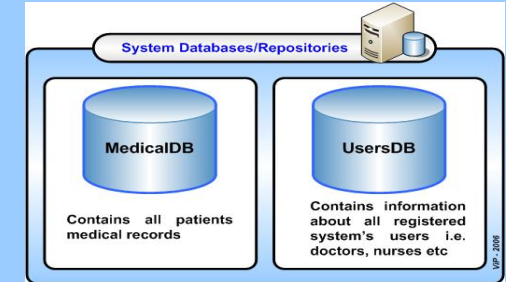 System Databases/Repositories
MedicalDB
Contains all patients
medical records
UsersDB
Contains information
about all registered
system's users i.e.
doctors, nurses etc
ViP - 2006